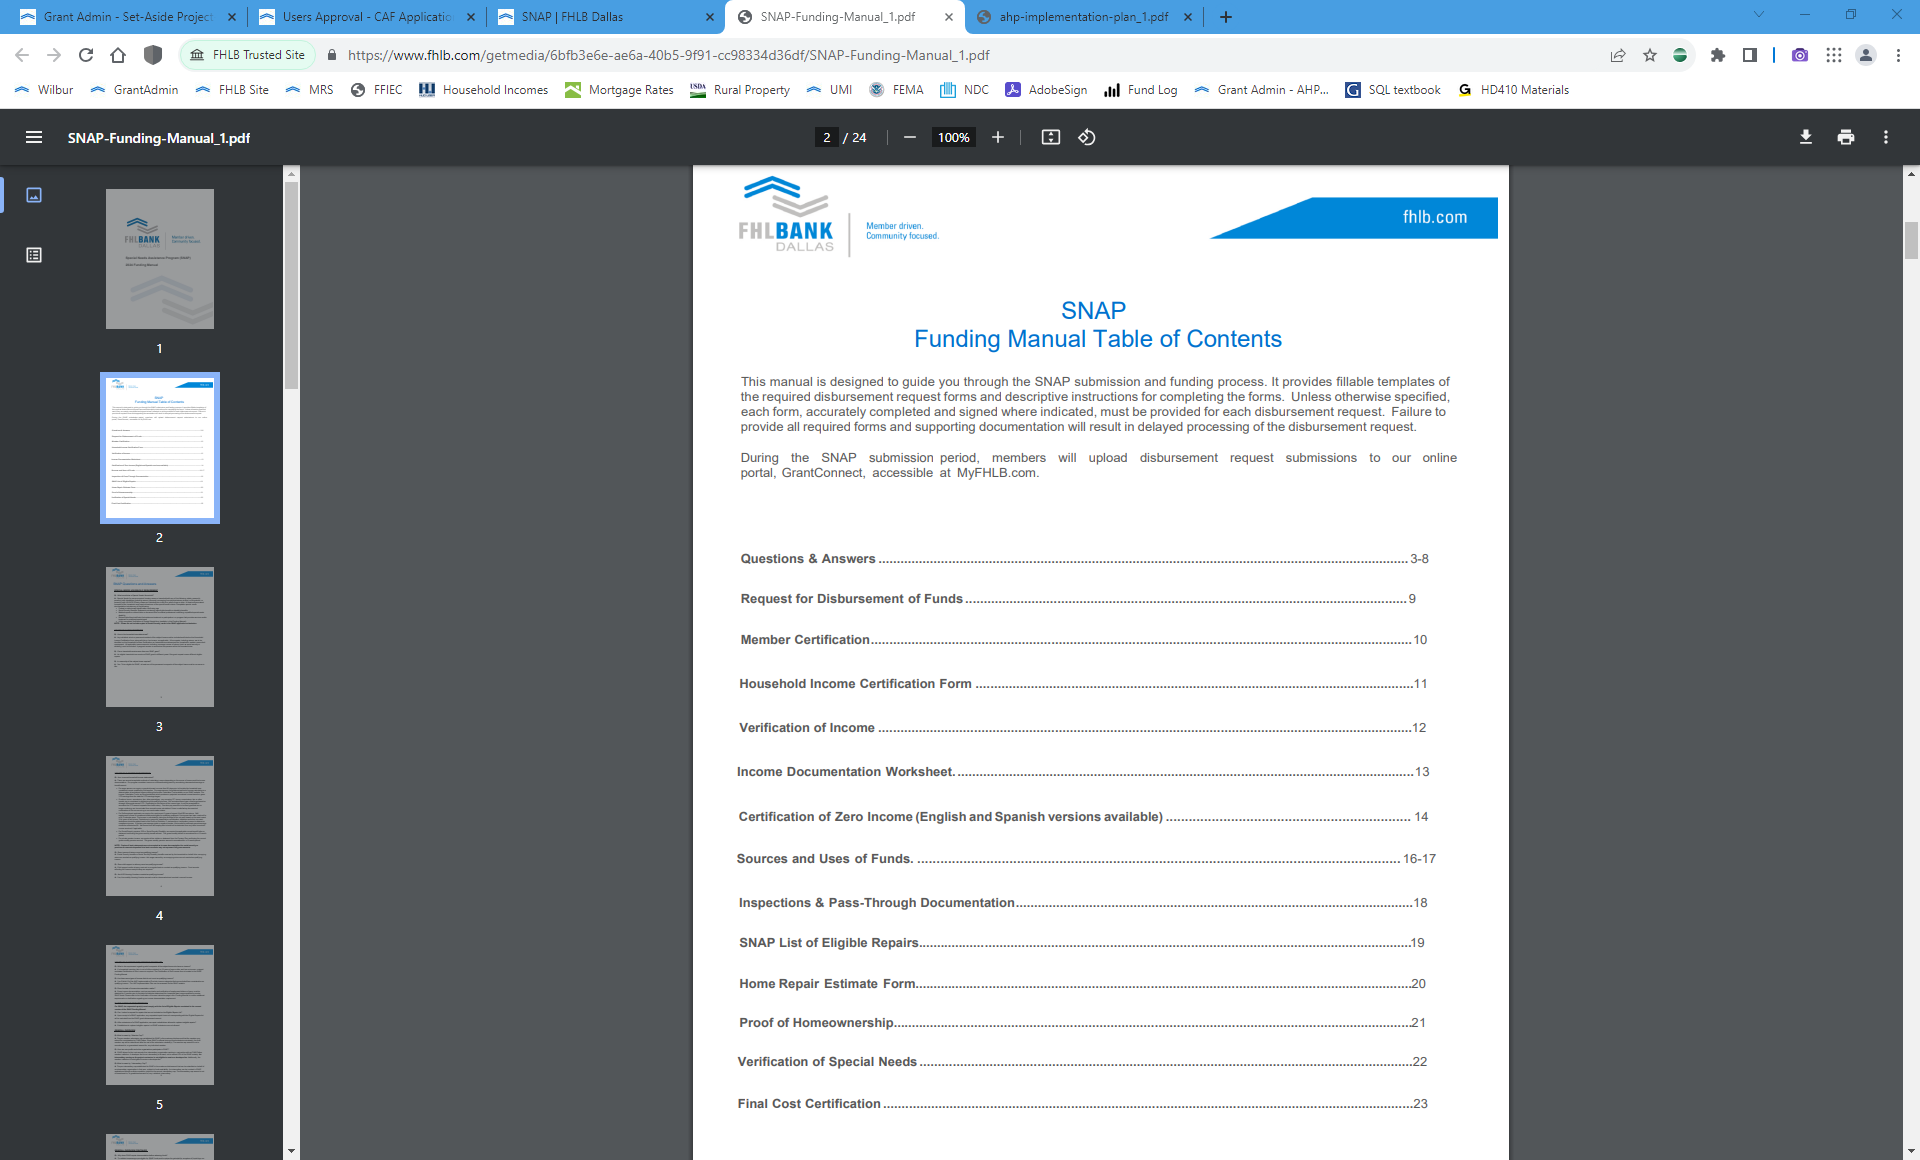 Grant Admin - Set-Aside Project
Users Approval - CAF Applicatio
SNAP | FHLB Dallas
SNAP-Funding-Manual_1.pdf
ahp-implementation-plan_1.pdf
FHLB Trusted Site
https://www.fhlb.com/getmedia/6bfb3e6e-ae6a-40b5-9f91-cc98334d36df/SNAP-Funding-Manual_1.pdf
Wilbur
GrantAdmin
FHLB Site
MRS
FFIEC
Household Incomes
Mortgage Rates
USDA
Rural Property
UMI
FEMA
NDC
AdobeSign
Fund Log
Grant Admin - AHP...
SQL textbook
HD410 Materials
SNAP-Funding-Manual_1.pdf
2 / 24
100%
FHLBANK
DALLAS
1
2
3
4
5
FHLBANK
DALLAS
Member driven.
Community focused.
fhlb.com
SNAP
Funding Manual Table of Contents
This manual is designed to guide you through the SNAP submission and funding process. It provides fillable templates of
the required disbursement request forms and descriptive instructions for completing the forms. Unless otherwise specified,
each form, accurately completed and signed where indicated, must be provided for each disbursement request. Failure to
provide all required forms and supporting documentation will result in delayed processing of the disbursement request.
During the SNAP submission period, members will upload disbursement request submissions to our online
portal, GrantConnect, accessible at MyFHLB.com.
Questions & Answers ........ 3-8
Request for Disbursement of Funds ........ 9
Member Certification ........ 10
Household Income Certification Form ........ 11
Verification of Income ........ 12
Income Documentation Worksheet. ........ 13
Certification of Zero Income (English and Spanish versions available) ........ 14
Sources and Uses of Funds. ........ 16-17
Inspections & Pass-Through Documentation ........ 18
SNAP List of Eligible Repairs ........ 19
Home Repair Estimate Form ........ 20
Proof of Homeownership ........ 21
Verification of Special Needs ........ 22
Final Cost Certification ........ 23